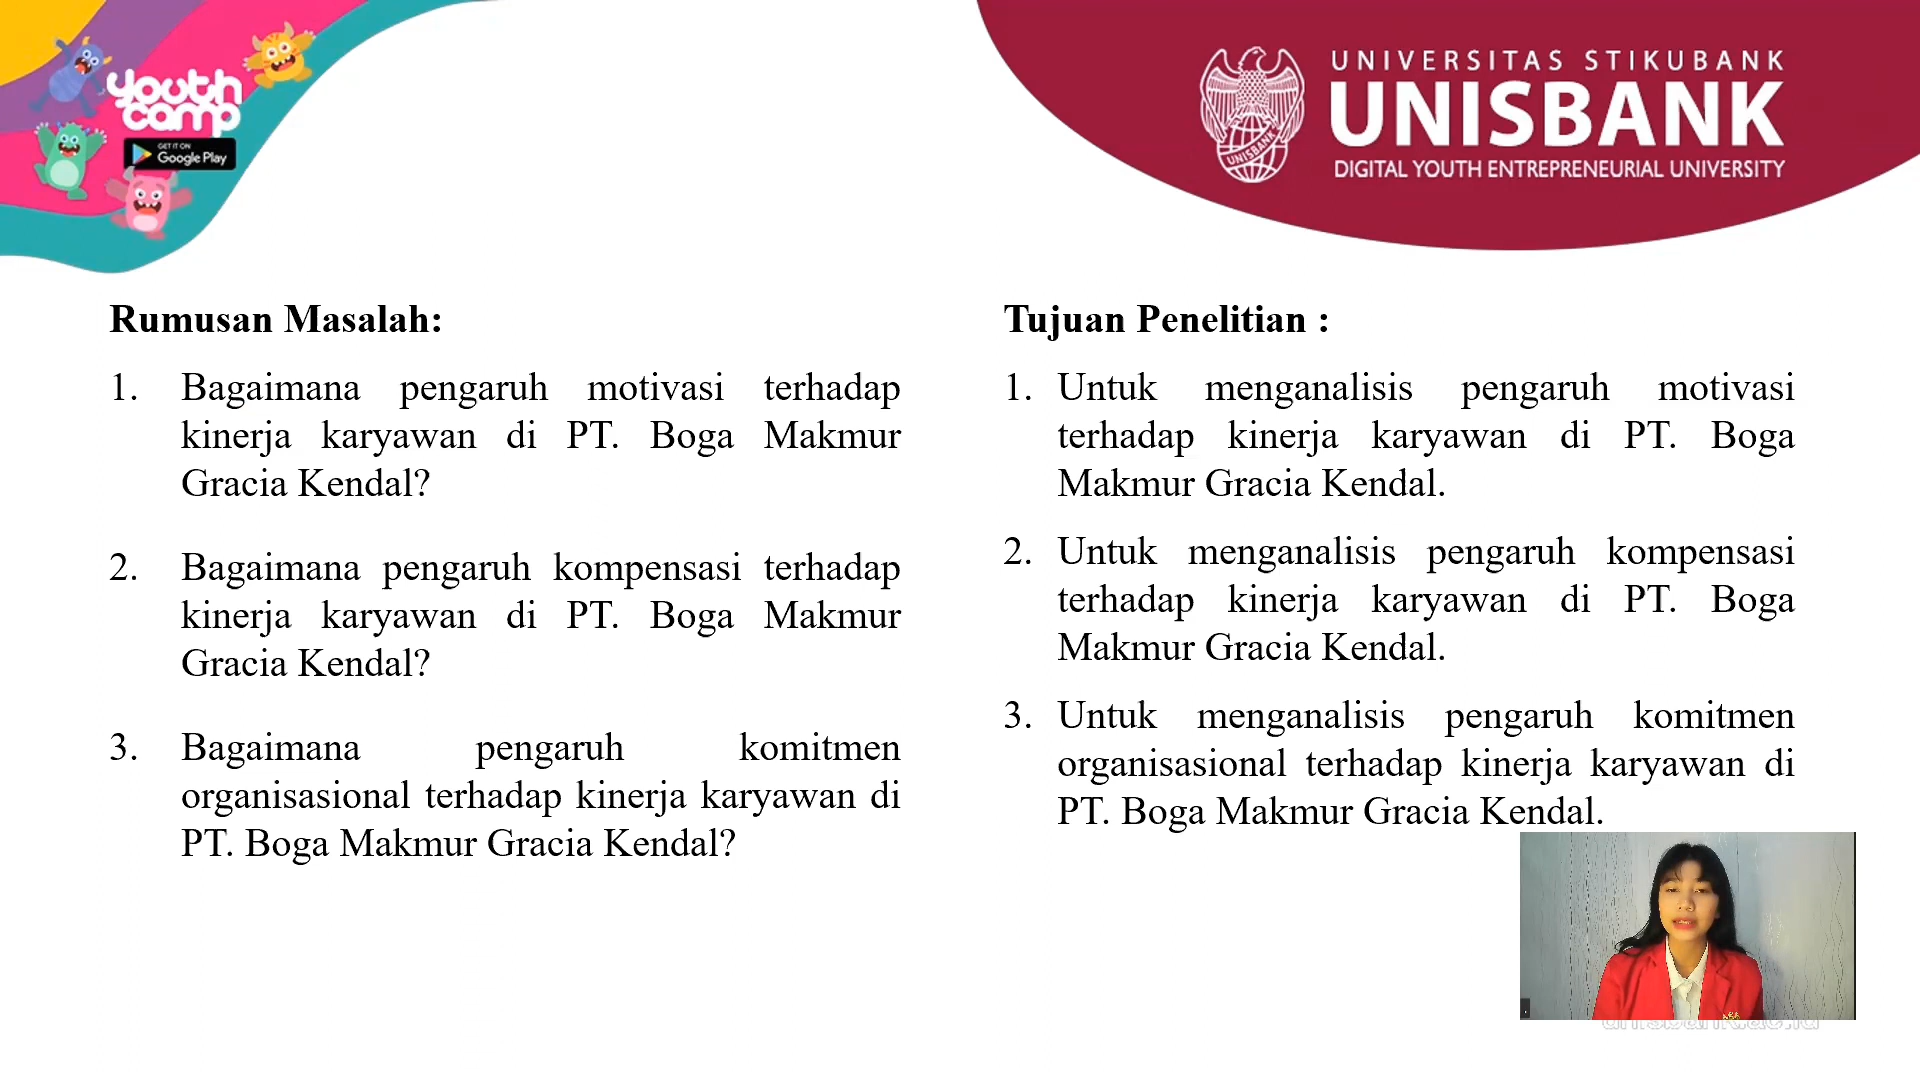 youth
camp
GET IT ON
Google Play
UNIVERSITAS STIKUBANK
UNISBANK
DIGITAL YOUTH ENTREPRENEURIAL UNIVERSITY
UNISBANK
Rumusan Masalah:
1. Bagaimana pengaruh motivasi terhadap
kinerja karyawan di PT. Boga Makmur
Gracia Kendal?
2. Bagaimana pengaruh kompensasi terhadap
kinerja karyawan di PT. Boga Makmur
Gracia Kendal?
3. Bagaimana pengaruh komitmen
organisasional terhadap kinerja karyawan di
PT. Boga Makmur Gracia Kendal?
Tujuan Penelitian :
1. Untuk menganalisis pengaruh motivasi
terhadap kinerja karyawan di PT. Boga
Makmur Gracia Kendal.
2. Untuk menganalisis pengaruh kompensasi
terhadap kinerja karyawan di PT. Boga
Makmur Gracia Kendal.
3. Untuk menganalisis pengaruh komitmen
organisasional terhadap kinerja karyawan di
PT. Boga Makmur Gracia Kendal.